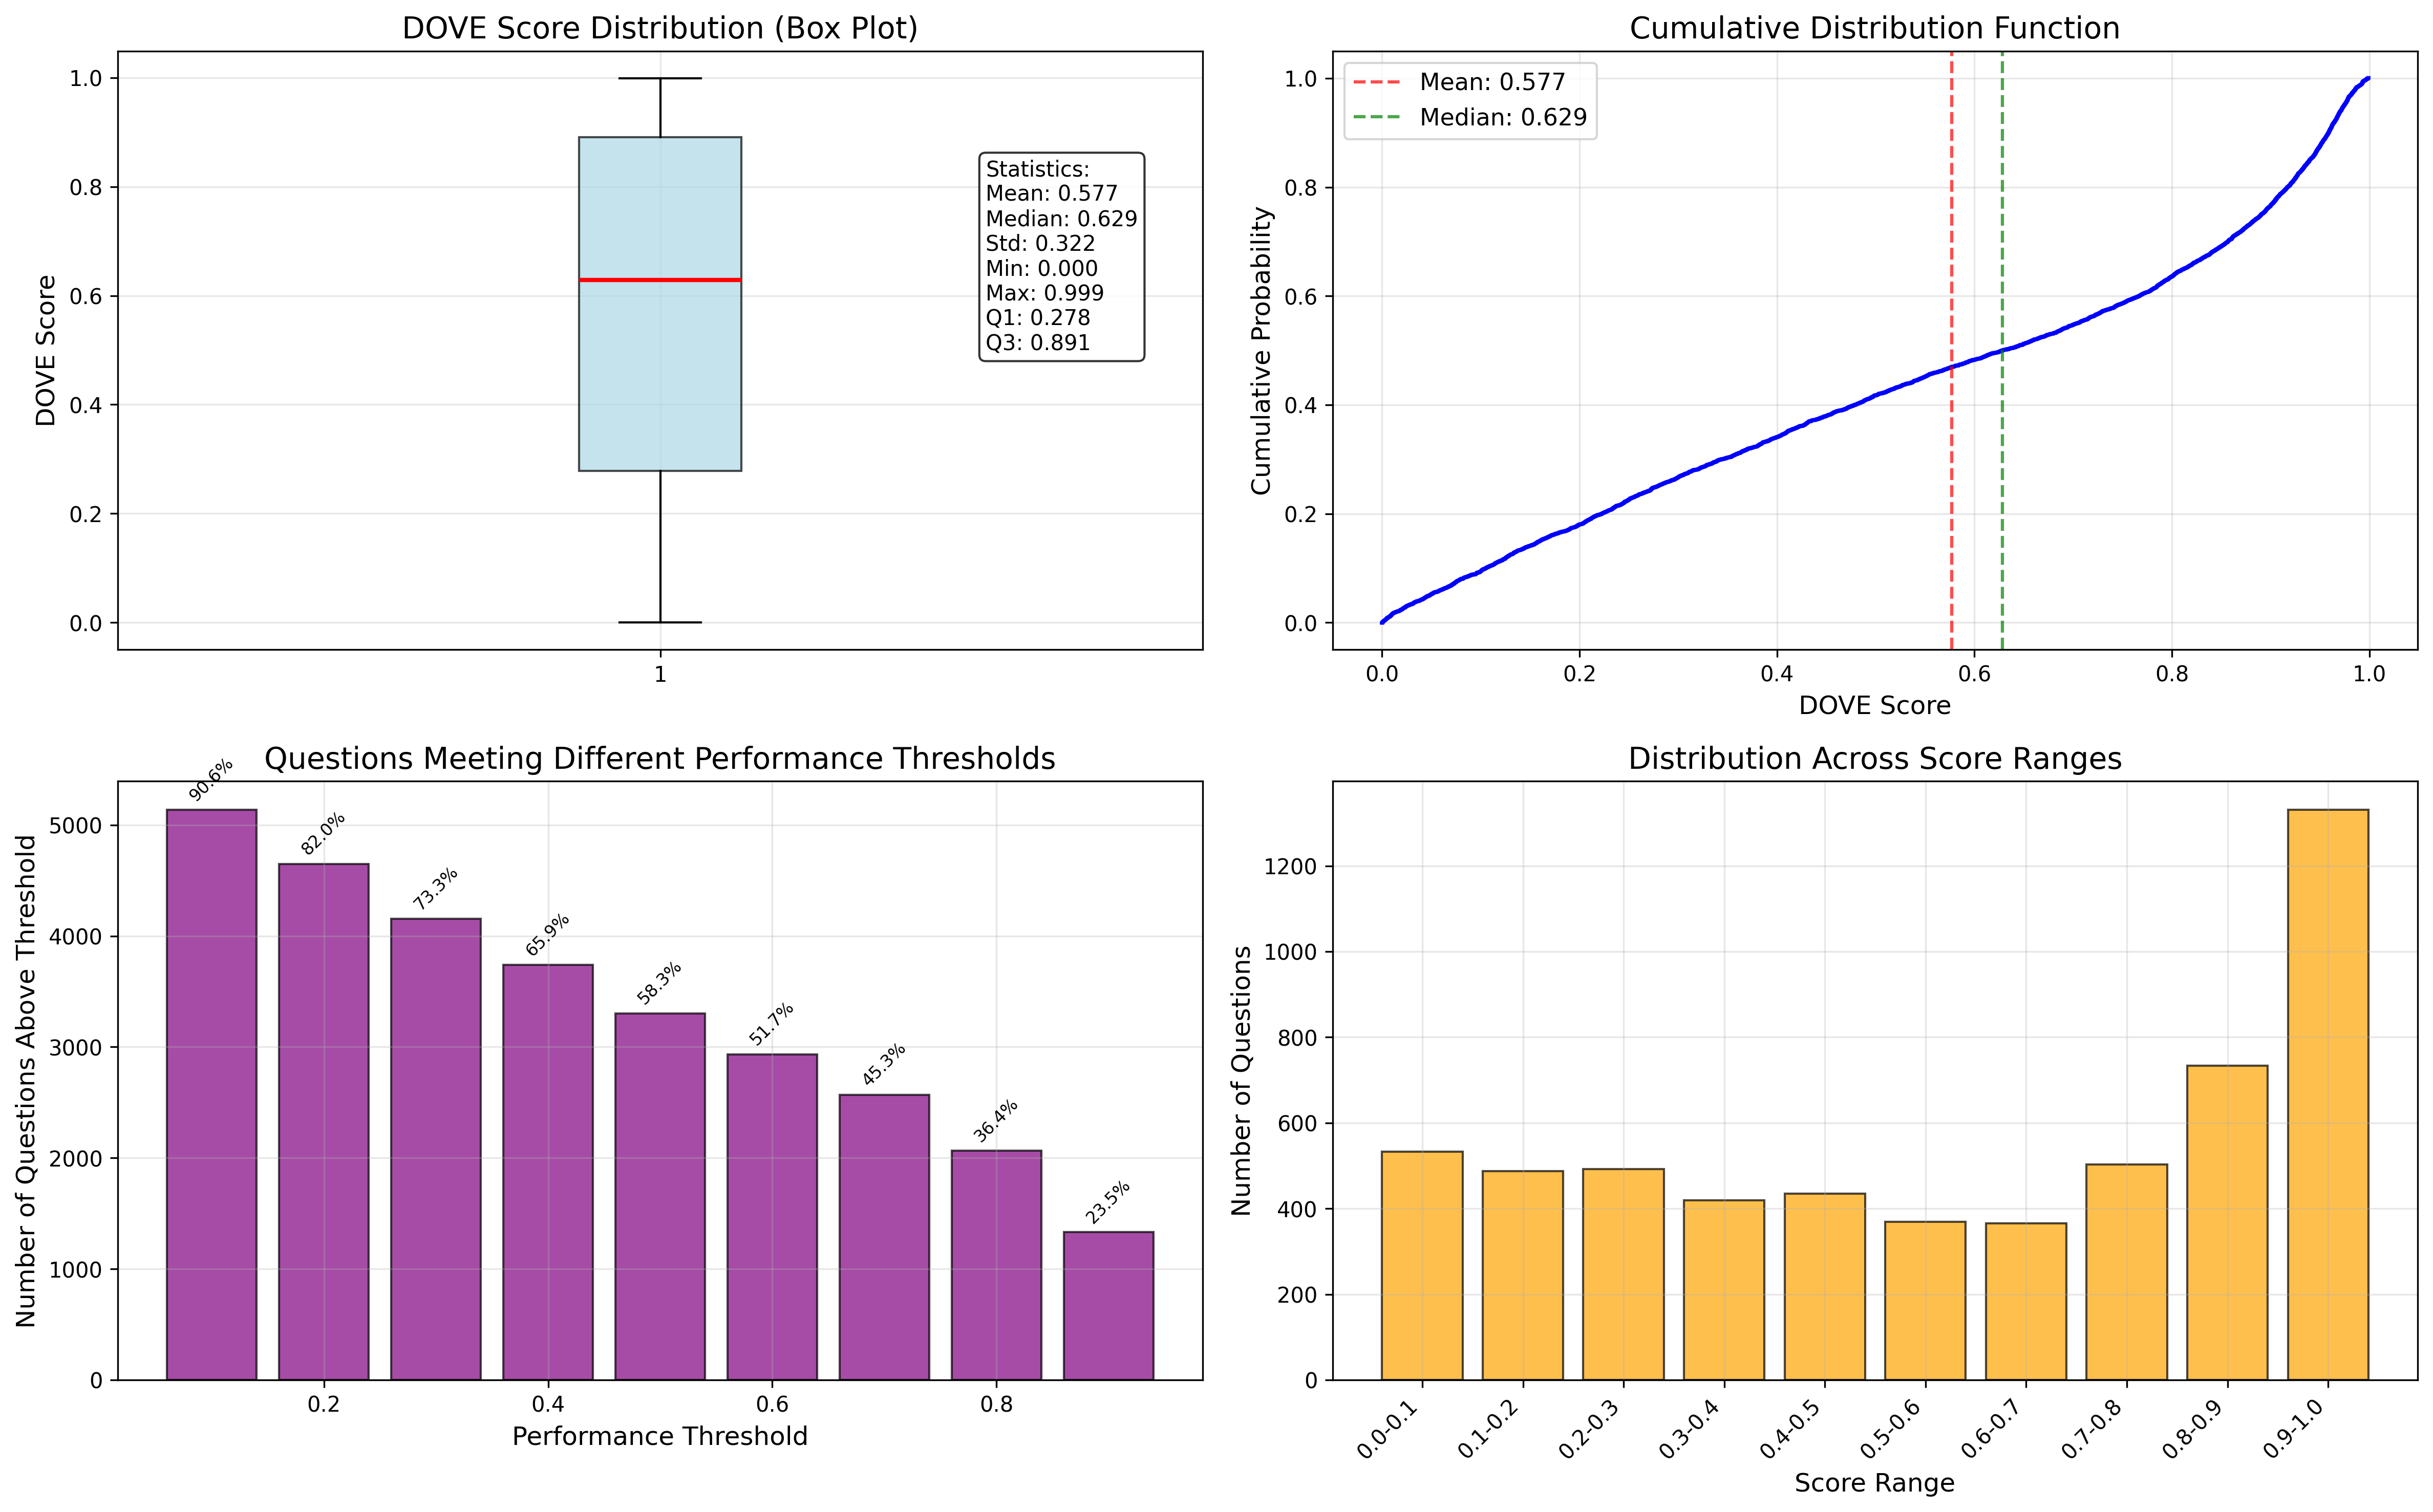 DOVE Score Distribution (Box Plot)
DOVE Score
1.0
0.8
0.6
0.4
0.2
0.0
1
Statistics:
Mean: 0.577
Median: 0.629
Std: 0.322
Min: 0.000
Max: 0.999
Q1: 0.278
Q3: 0.891
Cumulative Distribution Function
Mean: 0.577
Median: 0.629
Cumulative Probability
1.0
0.8
0.6
0.4
0.2
0.0
0.0 0.2 0.4 0.6 0.8 1.0
DOVE Score
Questions Meeting Different Performance Thresholds
Number of Questions Above Threshold
5000
4000
3000
2000
1000
0
90.6%
82.0%
73.3%
65.9%
58.3%
51.7%
45.3%
36.4%
23.5%
0.2 0.4 0.6 0.8
Performance Threshold
Distribution Across Score Ranges
Number of Questions
1200
1000
800
600
400
200
0
0.0-0.1
0.1-0.2
0.2-0.3
0.3-0.4
0.4-0.5
0.5-0.6
0.6-0.7
0.7-0.8
0.8-0.9
0.9-1.0
Score Range